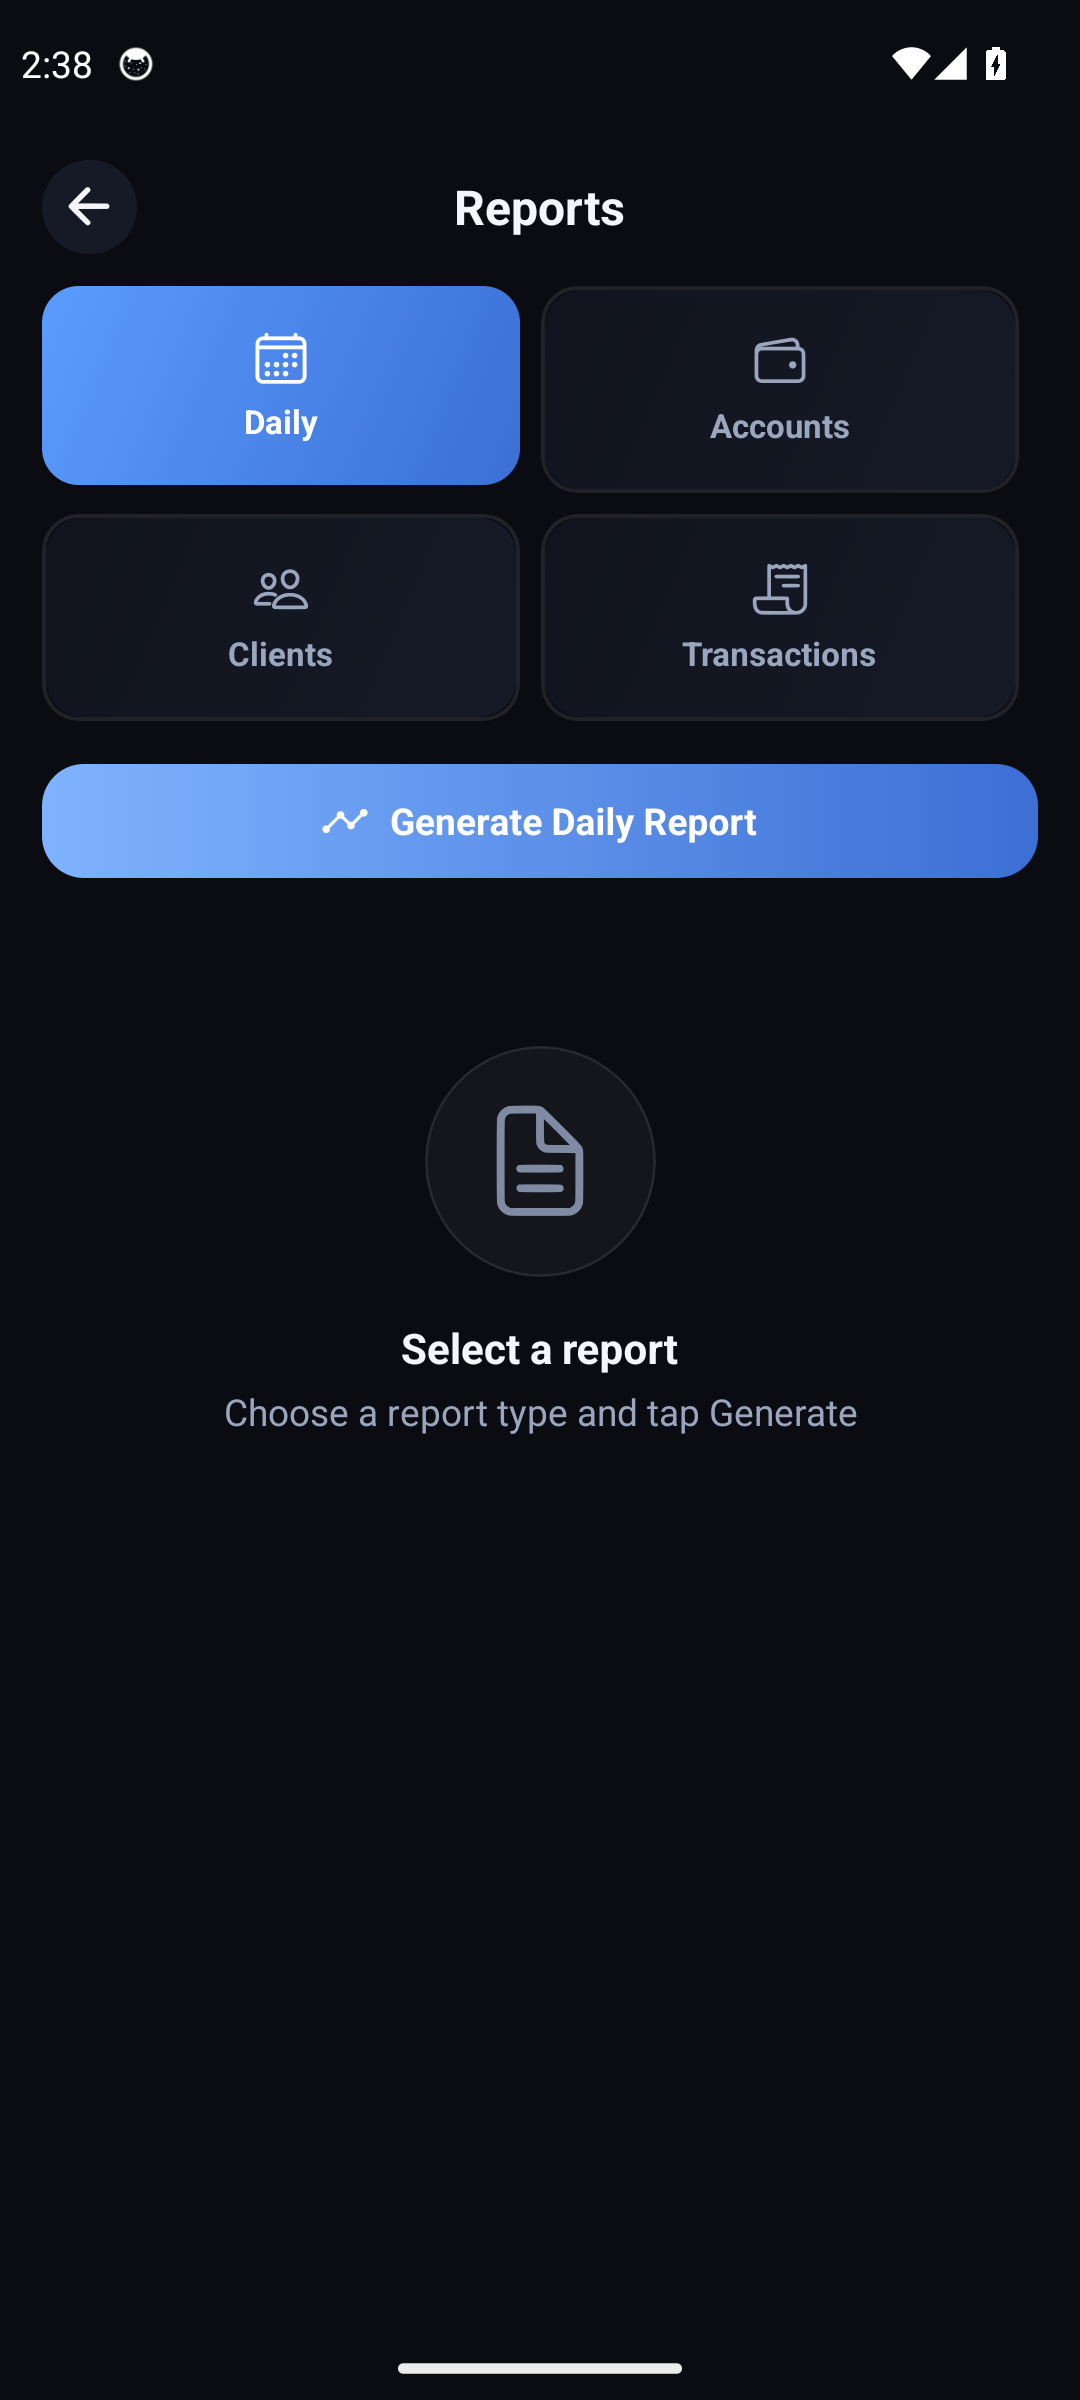 2:38
Reports
Daily
Accounts
Clients
Transactions
Generate Daily Report
Select a report
Choose a report type and tap Generate